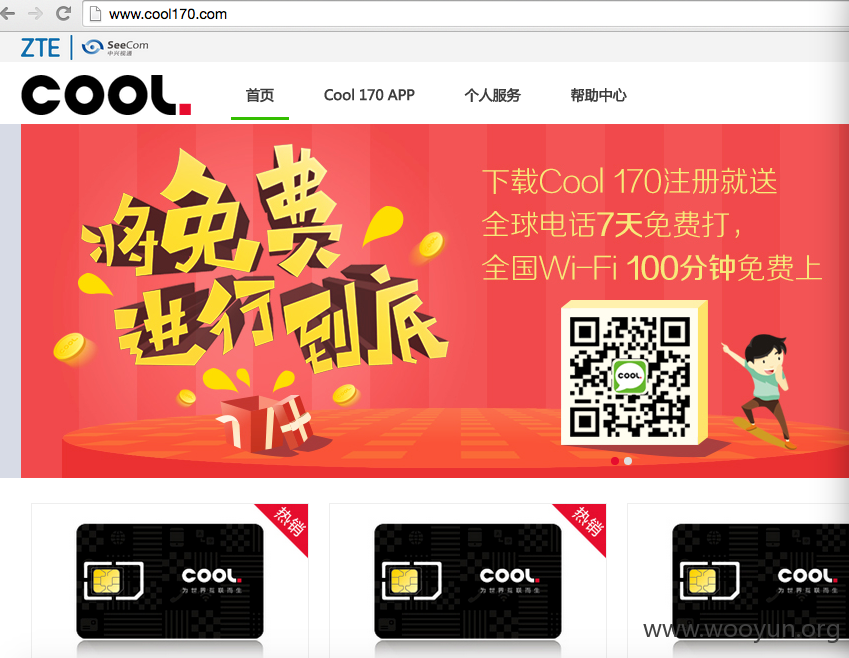 www.cool170.com
ZTE SeeCom
中兴视通
COOL.
首页 Cool 170 APP 个人服务 帮助中心
将免费
进行到底
下载Cool 170注册就送
全球电话7天免费打，
全国Wi-Fi 100分钟免费上
COOL.
热销
热销
COOL.
为世界互联而生
COOL.
为世界互联而生
COOL.
为世界互联而生
www.wooyun.org